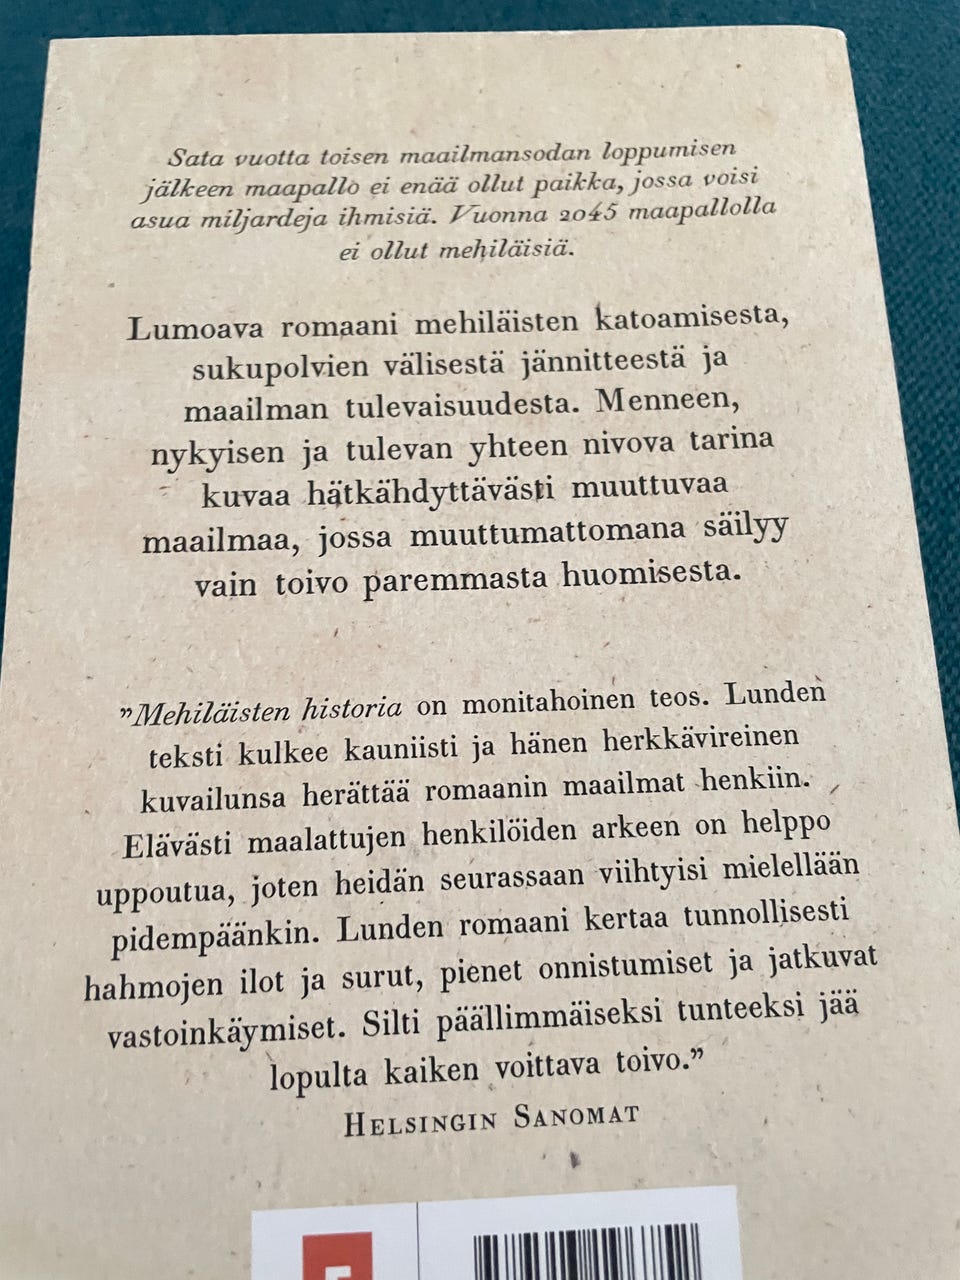 Sata vuotta toisen maailmansodan loppumisen
jälkeen maapallo ei enää ollut paikka, jossa voisi
asua miljardeja ihmisiä. Vuonna 2045 maapallolla
ei ollut mehiläisiä.
Lumoava romaani mehiläisten katoamisesta,
sukupolvien välisestä jännitteestä ja
maailman tulevaisuudesta. Menneen,
nykyisen ja tulevan yhteen nivova tarina
kuvaa hätkähdyttävästi muuttuvaa
maailmaa, jossa muuttumattomana säilyy
vain toivo paremmasta huomisesta.
”Mehiläisten historia on monitahoinen teos. Lunden
teksti kulkee kauniisti ja hänen herkkävireinen
kuvailunsa herättää romaanin maailmat henkiin.
Elävästi maalattujen henkilöiden arkeen on helppo
uppoutua, joten heidän seurassaan viihtyisi mielellään
pidempäänkin. Lunden romaani kertaa tunnollisesti
hahmojen ilot ja surut, pienet onnistumiset ja jatkuvat
vastoinkäymiset. Silti päällimmäiseksi tunteeksi jää
lopulta kaiken voittava toivo.”
Helsingin Sanomat